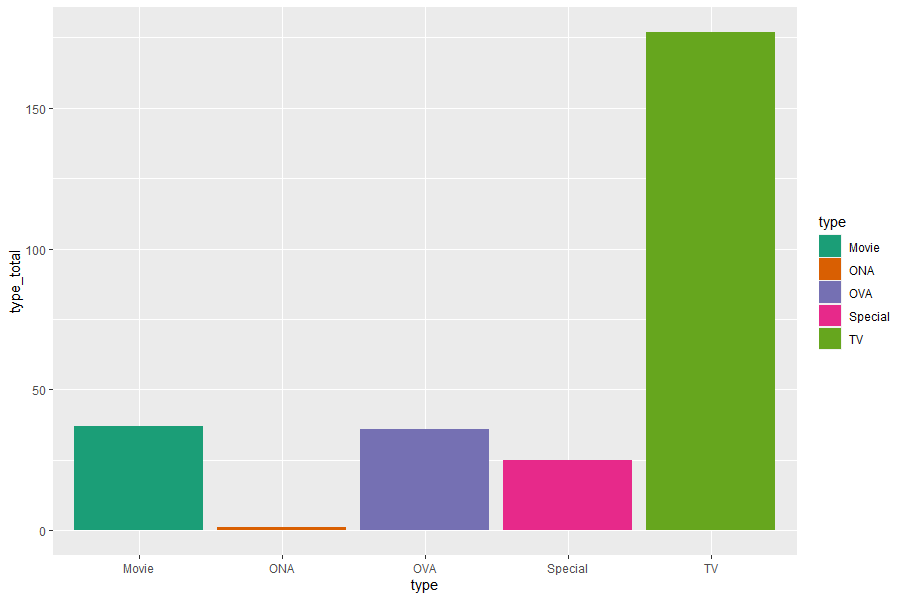 type_total
150
100
50
0
Movie ONA OVA Special TV
type
type
Movie
ONA
OVA
Special
TV